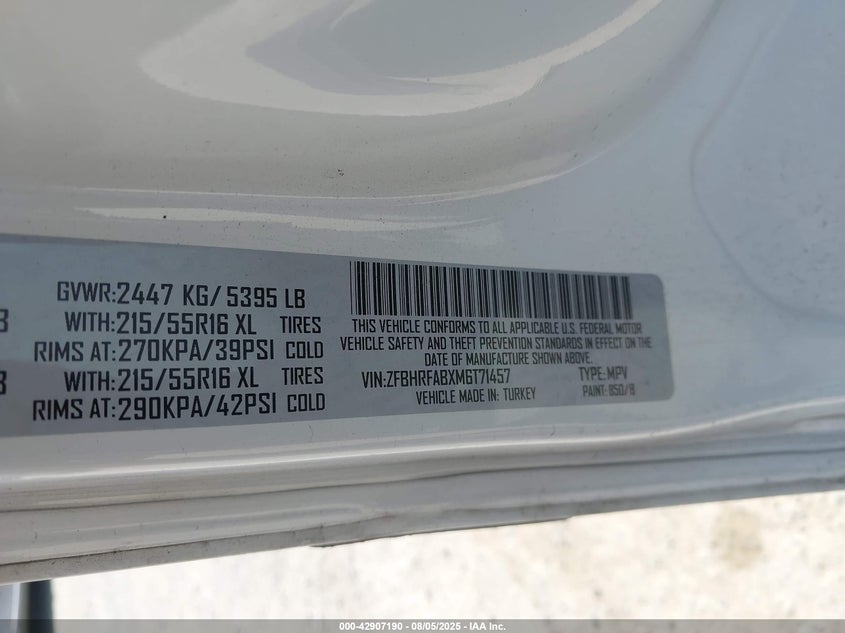 GVWR:2447 KG/ 5395 LB
WITH:215/55R16 XL TIRES
RIMS AT:270KPA/39PSI COLD
WITH:215/55R16 XL TIRES
RIMS AT:290KPA/42PSI COLD
THIS VEHICLE CONFORMS TO ALL APPLICABLE U.S. FEDERAL MOTOR
VEHICLE SAFETY AND THEFT PREVENTION STANDARDS IN EFFECT ON THE
DATE OF MANUFACTURE SHOWN ABOVE.
VIN:ZFBHRFABXM6T71457 TYPE: MPV
VEHICLE MADE IN: TURKEY PAINT: 850/B
000-42907190 - 08/05/2025 - IAA Inc.